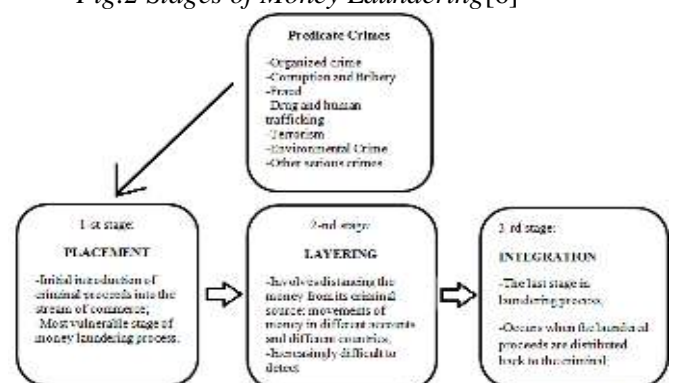 Fig.2 Stages of Money Laundering[6]
Predicate Crimes
-Organized crime
-Corruption and Bribery
-Fraud
Drug and human
trafficking
-Terrorism
-Environmental Crime
-Other serious crimes
1-st stage:
PLACEMENT
-Initial introduction of
criminal proceeds into the
stream of commerce;
Most vulnerable stage of
money laundering process.
2-nd stage:
LAYERING
-Involves distancing the
money from its criminal
source: movements of
money in different accounts
and different countries;
-Increasingly difficult to
detect
3-rd stage:
INTEGRATION
-The last stage in
laundering process;
-Occurs when the laundered
proceeds are distributed
back to the criminal;